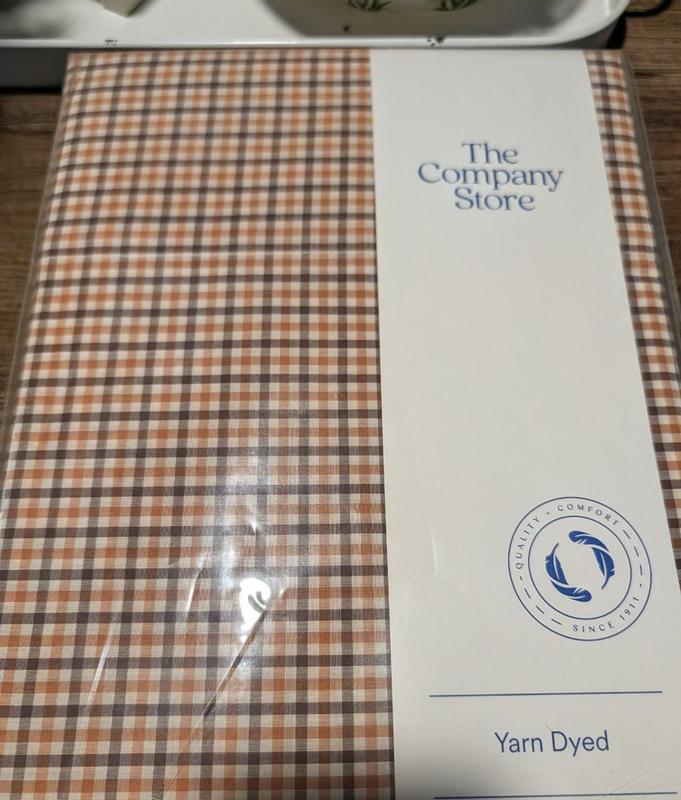 The
Company
Store
QUALITY • COMFORT
SINCE 1911
Yarn Dyed